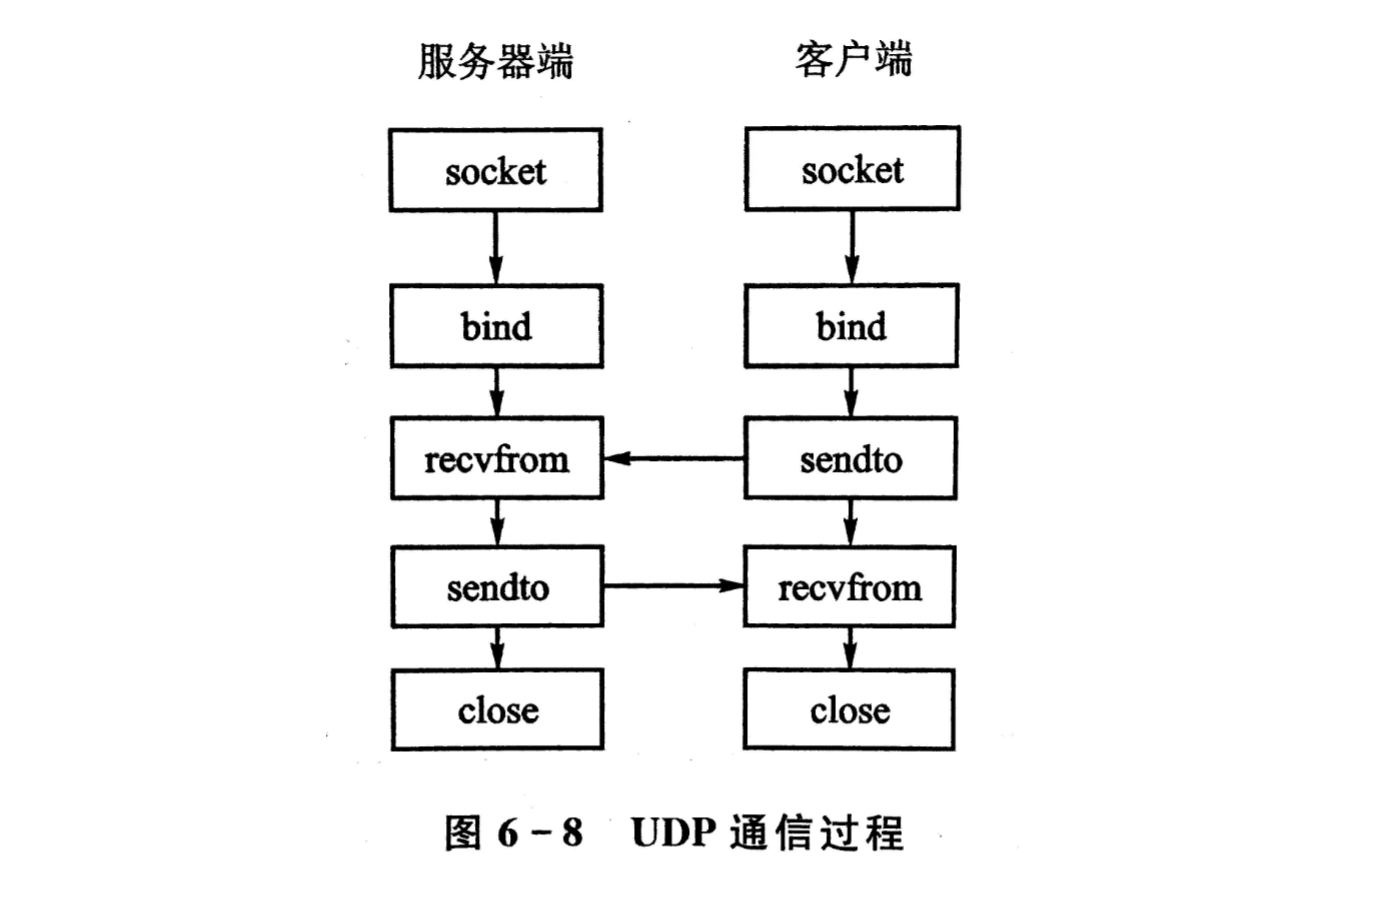 服务器端 客户端
socket socket
bind bind
recvfrom sendto
sendto recvfrom
close close
图 6-8 UDP 通信过程